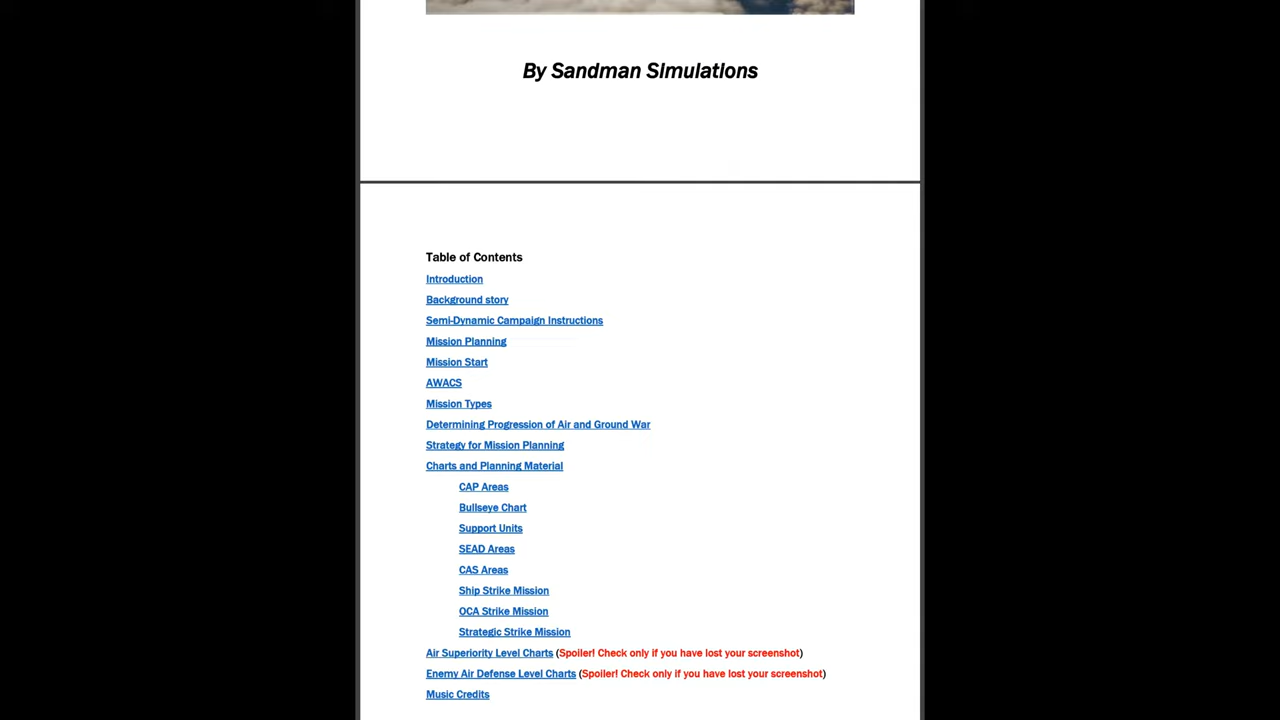 By Sandman Simulations
Table of Contents
Introduction
Background story
Semi-Dynamic Campaign Instructions
Mission Planning
Mission Start
AWACS
Mission Types
Determining Progression of Air and Ground War
Strategy for Mission Planning
Charts and Planning Material
CAP Areas
Bullseye Chart
Support Units
SEAD Areas
CAS Areas
Ship Strike Mission
OCA Strike Mission
Strategic Strike Mission
Air Superiority Level Charts (Spoiler! Check only if you have lost your screenshot)
Enemy Air Defense Level Charts (Spoiler! Check only if you have lost your screenshot)
Music Credits